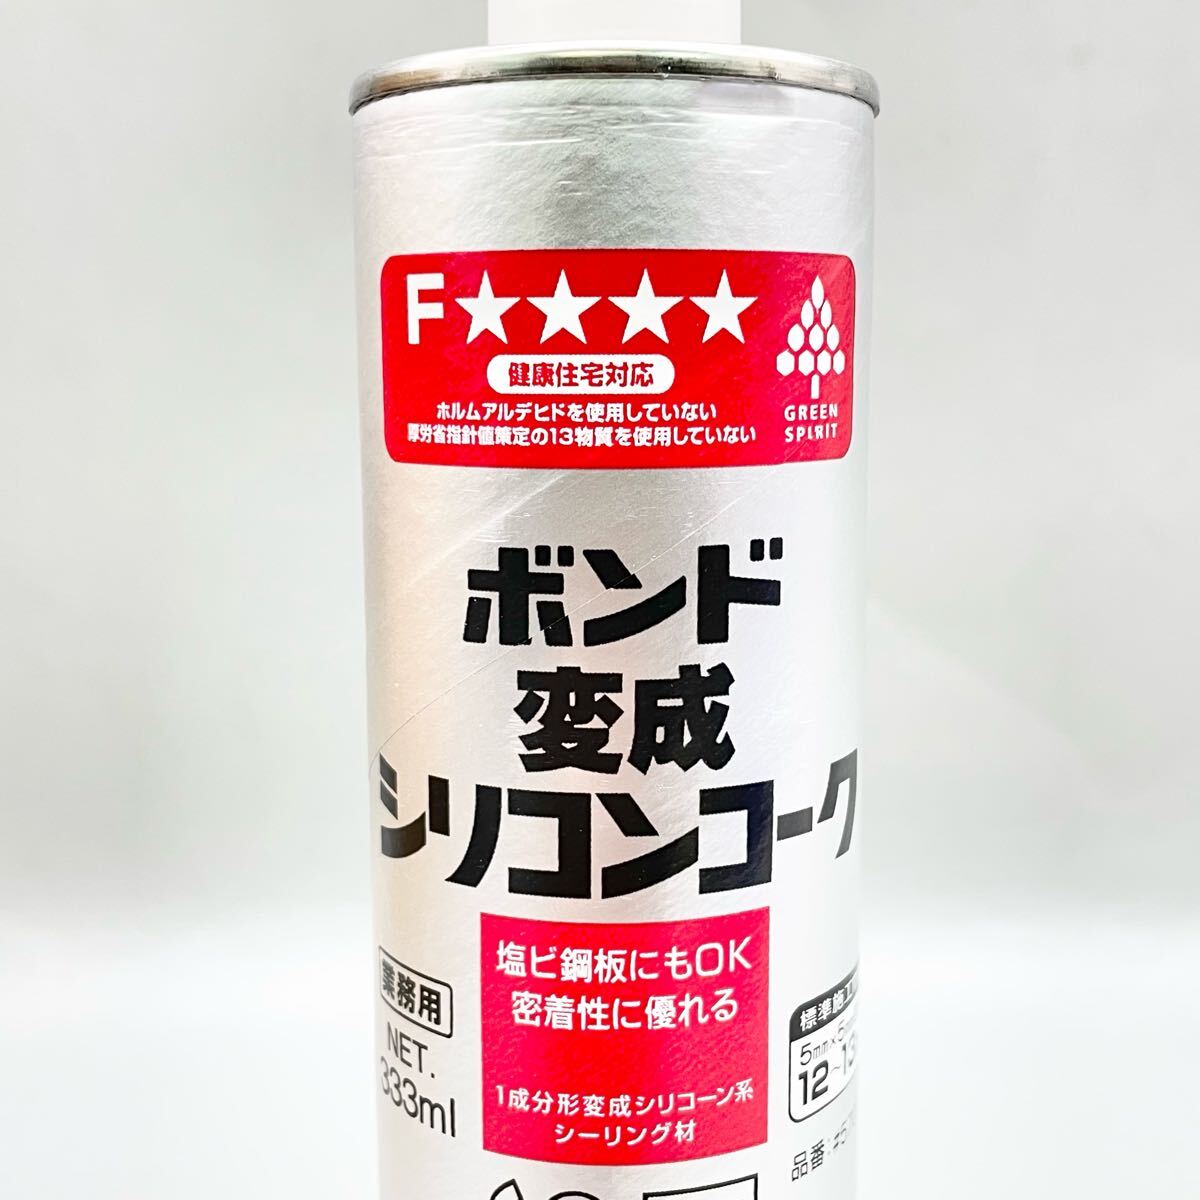 F★★★★
健康住宅対応
ホルムアルデヒドを使用していない
厚労省指針値策定の13物質を使用していない
GREEN
SPIRIT
ボンド
変成
シリコンコーク
塩ビ鋼板にもOK
密着性に優れる
1成分形変成シリコーン系
シーリング材
業務用
NET.
333ml
標準施工
5mm×5
12~13
品番: